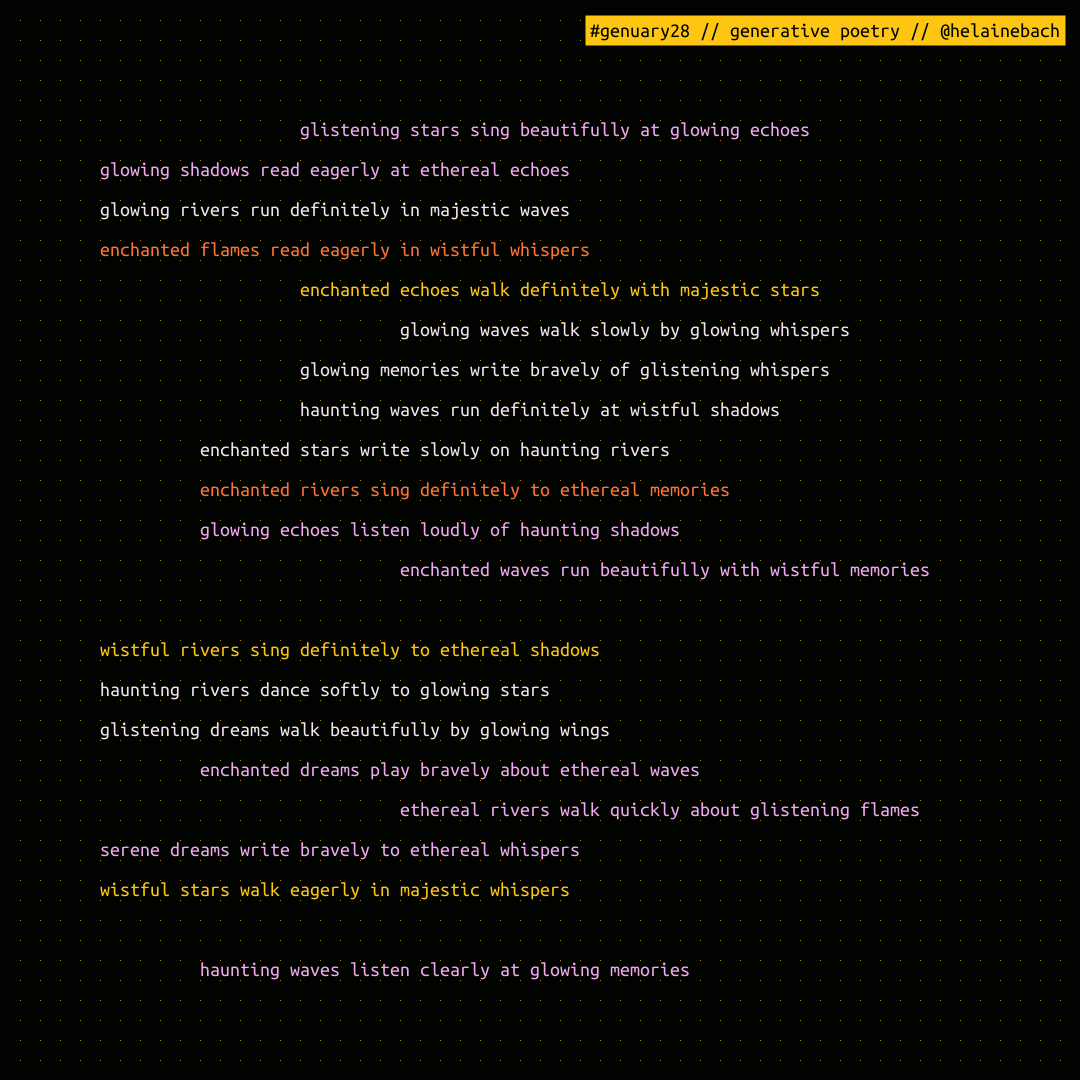 #genuary28 // generative poetry // @helainebach
glistening stars sing beautifully at glowing echoes
glowing shadows read eagerly at ethereal echoes
glowing rivers run definitely in majestic waves
enchanted flames read eagerly in wistful whispers
enchanted echoes walk definitely with majestic stars
glowing waves walk slowly by glowing whispers
glowing memories write bravely of glistening whispers
haunting waves run definitely at wistful shadows
enchanted stars write slowly on haunting rivers
enchanted rivers sing definitely to ethereal memories
glowing echoes listen loudly of haunting shadows
enchanted waves run beautifully with wistful memories
wistful rivers sing definitely to ethereal shadows
haunting rivers dance softly to glowing stars
glistening dreams walk beautifully by glowing wings
enchanted dreams play bravely about ethereal waves
ethereal rivers walk quickly about glistening flames
serene dreams write bravely to ethereal whispers
wistful stars walk eagerly in majestic whispers
haunting waves listen clearly at glowing memories